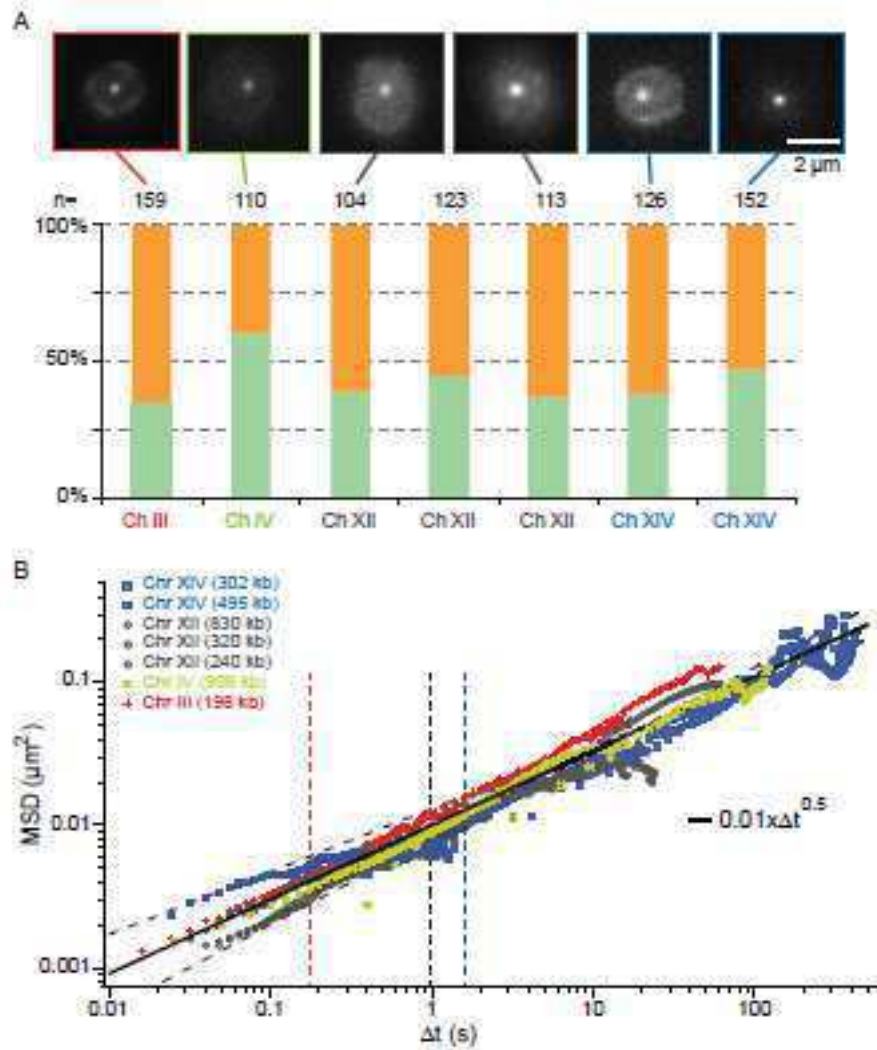 A
2 µm
n= 159 110 104 123 113 126 152
100%
50%
0%
Ch III Ch IV Ch XII Ch XII Ch XII Ch XIV Ch XIV
B
Chr XIV (302 kb)
Chr XIV (495 kb)
Chr XII (830 kb)
Chr XII (320 kb)
Chr XII (240 kb)
Chr IV
Chr III (198 kb)
0.1
0.01
0.001
MSD (µm²)
0.01xΔt^0.5
0.01 0.1 1 10 100
Δt (s)